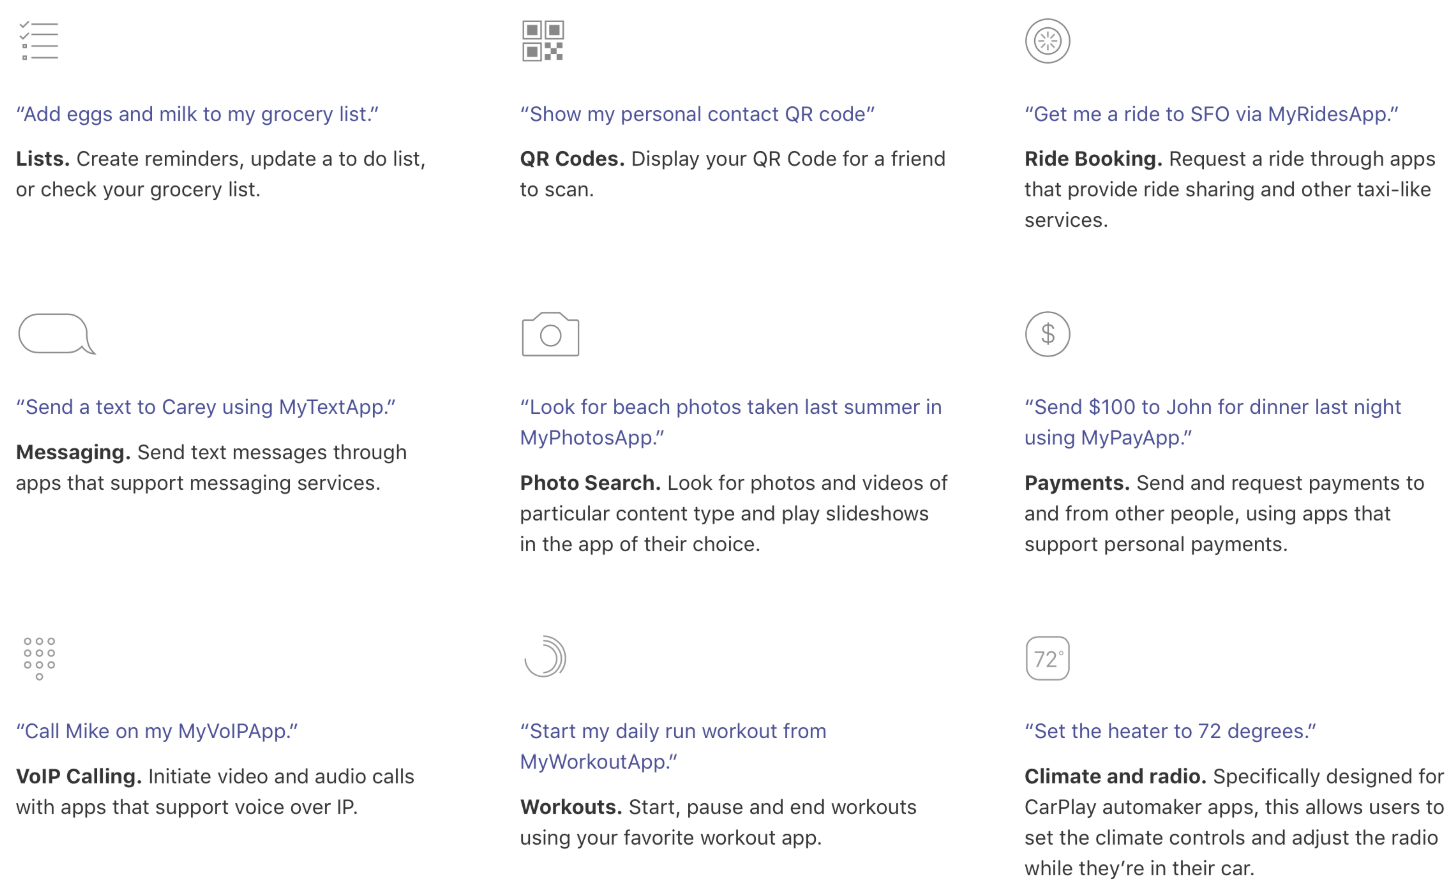 “Add eggs and milk to my grocery list.”
Lists. Create reminders, update a to do list,
or check your grocery list.
“Show my personal contact QR code”
QR Codes. Display your QR Code for a friend
to scan.
“Get me a ride to SFO via MyRidesApp.”
Ride Booking. Request a ride through apps
that provide ride sharing and other taxi-like
services.
“Send a text to Carey using MyTextApp.”
Messaging. Send text messages through
apps that support messaging services.
“Look for beach photos taken last summer in
MyPhotosApp.”
Photo Search. Look for photos and videos of
particular content type and play slideshows
in the app of their choice.
$
“Send $100 to John for dinner last night
using MyPayApp.”
Payments. Send and request payments to
and from other people, using apps that
support personal payments.
“Call Mike on my MyVoIPApp.”
VoIP Calling. Initiate video and audio calls
with apps that support voice over IP.
“Start my daily run workout from
MyWorkoutApp.”
Workouts. Start, pause and end workouts
using your favorite workout app.
72°
“Set the heater to 72 degrees.”
Climate and radio. Specifically designed for
CarPlay automaker apps, this allows users to
set the climate controls and adjust the radio
while they’re in their car.